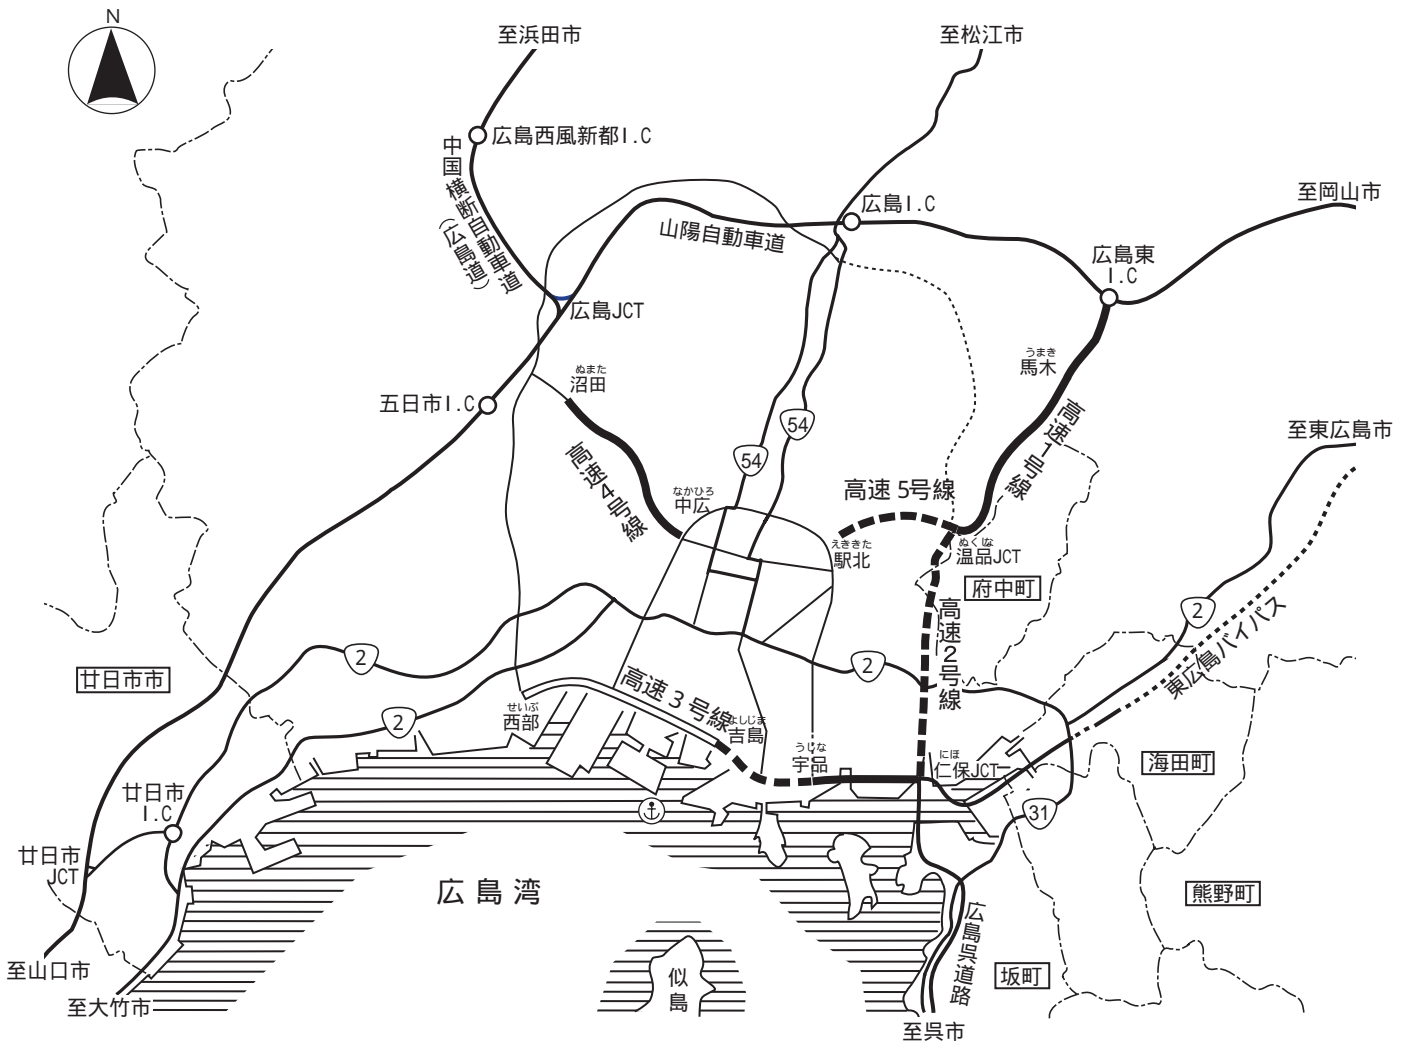 N
至浜田市
至松江市
広島西風新都I.C
中国横断自動車道
(広島道)
至岡山市
広島I.C
山陽自動車道
広島東
I.C
広島JCT
うまき
馬木
ぬまた
沼田
五日市I.C
高速1号線
54
54
至東広島市
高速4号線
なかひろ
中広
高速5号線
えききた
駅北
ぬくしな
温品JCT
府中町
高速2号線
2
東広島バイパス
2
2
廿日市市
高速3号線
2
せいぶ
西部
よしじま
吉島
うじな
宇品
にほ
仁保JCT
海田町
廿日市
I.C
31
廿日市
JCT
広島湾
熊野町
広島呉道路
至山口市
似島
坂町
至大竹市
至呉市